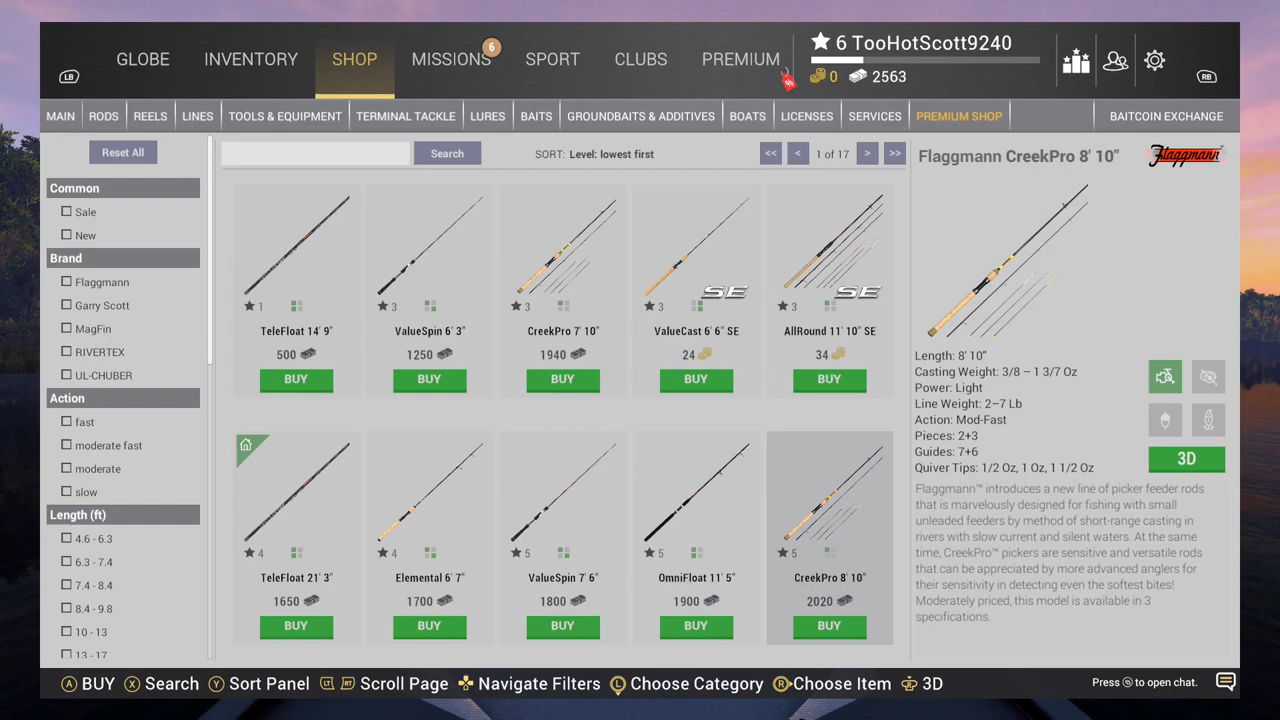 GLOBE INVENTORY SHOP MISSIONS 6 SPORT CLUBS PREMIUM
6 TooHotScott9240
0 2563
LB
RB
MAIN RODS REELS LINES TOOLS & EQUIPMENT TERMINAL TACKLE LURES BAITS GROUNDBAITS & ADDITIVES BOATS LICENSES SERVICES PREMIUM SHOP BAITCOIN EXCHANGE
Reset All
Search SORT: Level: lowest first << < 1 of 17 > >>
Common
Sale
New
Brand
Flaggmann
Garry Scott
MagFin
RIVERTEX
UL-CHUBER
Action
fast
moderate fast
moderate
slow
Length (ft)
4.6 - 6.3
6.3 - 7.4
7.4 - 8.4
8.4 - 9.8
10 - 13
13 - 17
SE SE
1 3 3 3 3
TeleFloat 14' 9" ValueSpin 6' 3" CreekPro 7' 10" ValueCast 6' 6" SE AllRound 11' 10" SE
500 1250 1940 24 34
BUY BUY BUY BUY BUY
4 4 5 5 5
TeleFloat 21' 3" Elemental 6' 7" ValueSpin 7' 6" OmniFloat 11' 5" CreekPro 8' 10"
1650 1700 1800 1900 2020
BUY BUY BUY BUY BUY
Flaggmann CreekPro 8' 10" Flaggmann
Length: 8' 10"
Casting Weight: 3/8 – 1 3/7 Oz
Power: Light
Line Weight: 2–7 Lb
Action: Mod-Fast
Pieces: 2+3
Guides: 7+6
Quiver Tips: 1/2 Oz, 1 Oz, 1 1/2 Oz
3D
Flaggmann™ introduces a new line of picker feeder rods
that is marvelously designed for fishing with small
unleaded feeders by method of short-range casting in
rivers with slow current and silent waters. At the same
time, CreekPro™ pickers are sensitive and versatile rods
that can be appreciated by more advanced anglers for
their sensitivity in detecting even the softest bites!
Moderately priced, this model is available in 3
specifications.
A BUY X Search Y Sort Panel LT RT Scroll Page Navigate Filters L Choose Category R Choose Item 3D
Press to open chat.